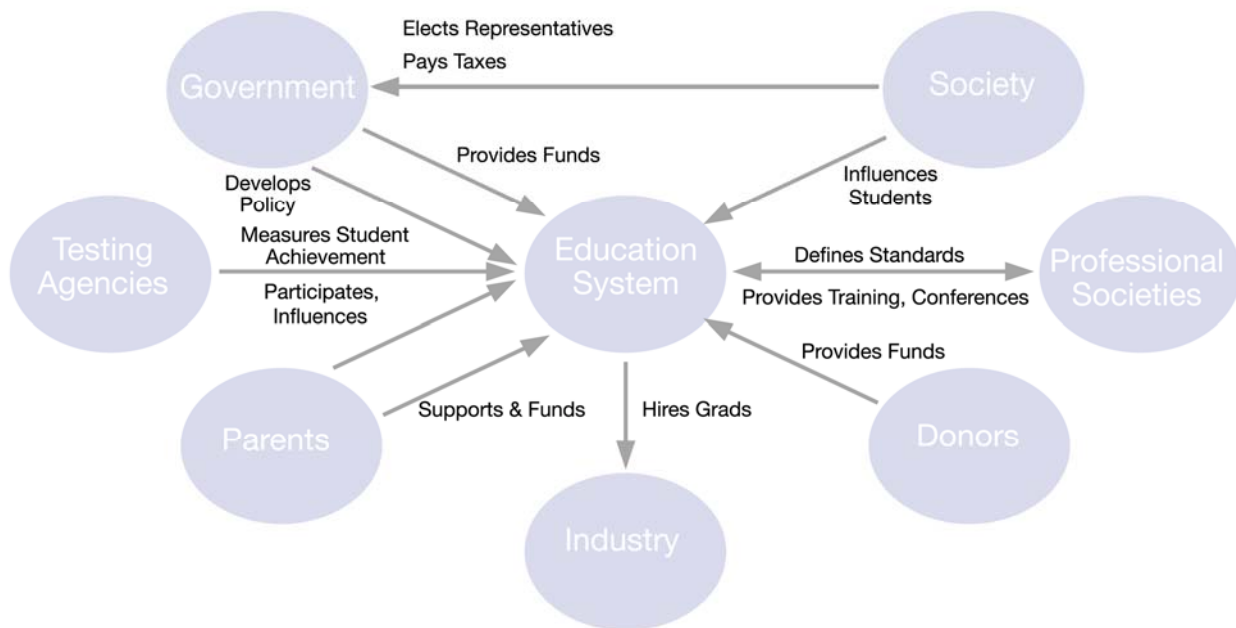 Elects Representatives
Pays Taxes
Government
Society
Provides Funds
Develops
Policy
Influences
Students
Testing
Agencies
Measures Student
Achievement
Education
System
Defines Standards
Provides Training, Conferences
Professional
Societies
Participates,
Influences
Provides Funds
Parents
Supports & Funds
Hires Grads
Donors
Industry